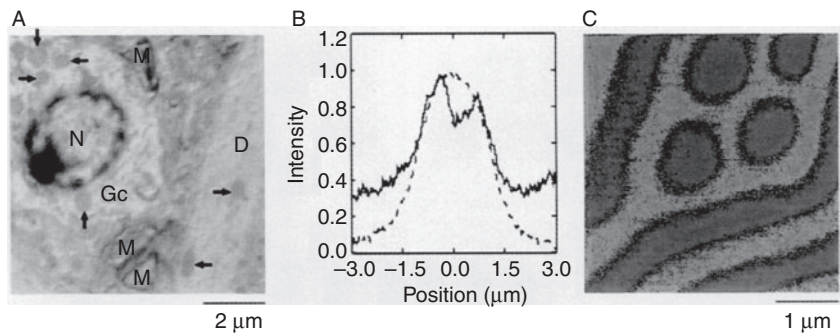 A
B
C
M
N
D
Gc
M
M
2 μm
1.2
1.0
0.8
0.6
0.4
0.2
0.0
Intensity
−3.0 −1.5 0.0 1.5 3.0
Position (μm)
1 μm